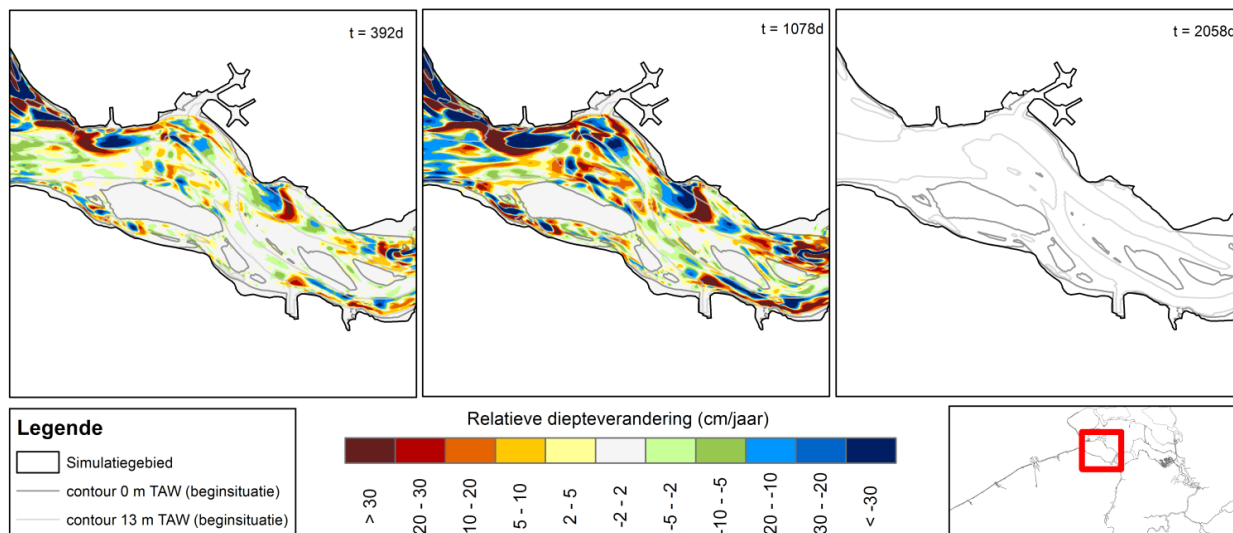 t = 392d
t = 1078d
t = 2058d
Legende
Simulatiegebied
contour 0 m TAW (beginsituatie)
contour 13 m TAW (beginsituatie)
Relatieve diepteverandering (cm/jaar)
> 30
20 - 30
10 - 20
5 - 10
2 - 5
-2 - 2
-5 - -2
-10 - -5
-20 - -10
-30 - -20
< -30